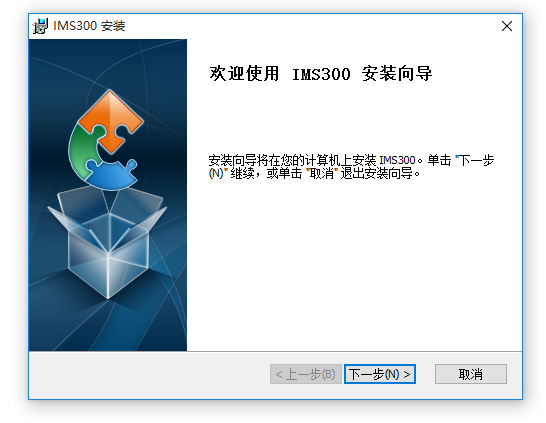 IMS300 安装
欢迎使用 IMS300 安装向导
安装向导将在您的计算机上安装 IMS300。单击 "下一步
(N)" 继续，或单击 "取消" 退出安装向导。
< 上一步(B) 下一步(N) > 取消